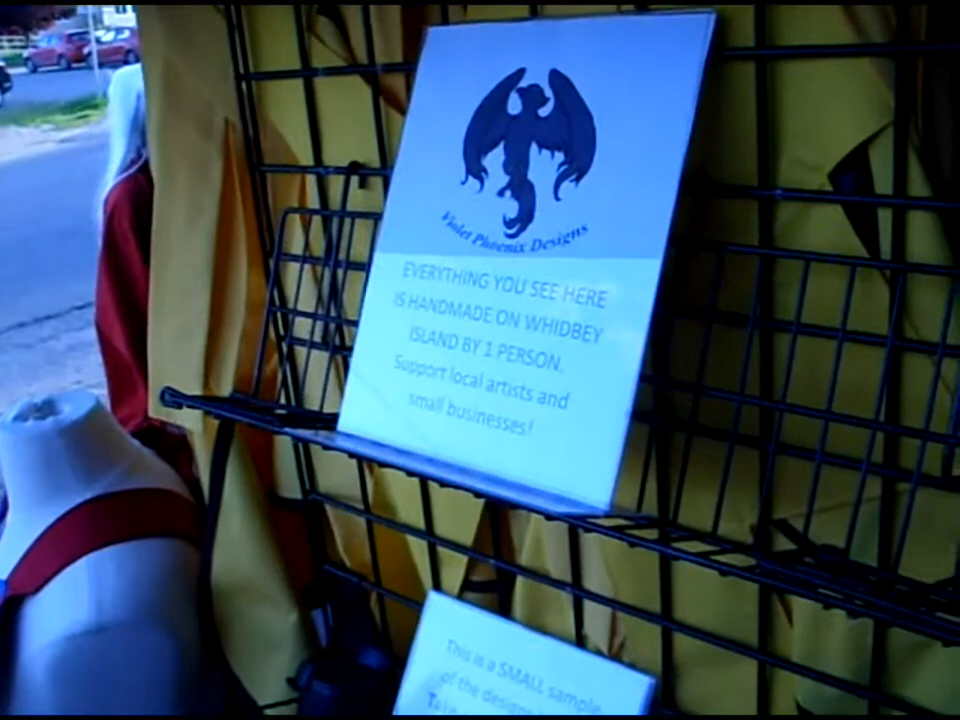 Violet Phoenix Designs
EVERYTHING YOU SEE HERE
IS HANDMADE ON WHIDBEY
ISLAND BY 1 PERSON.
Support local artists and
small businesses!
This is a SMALL sample
of the designs